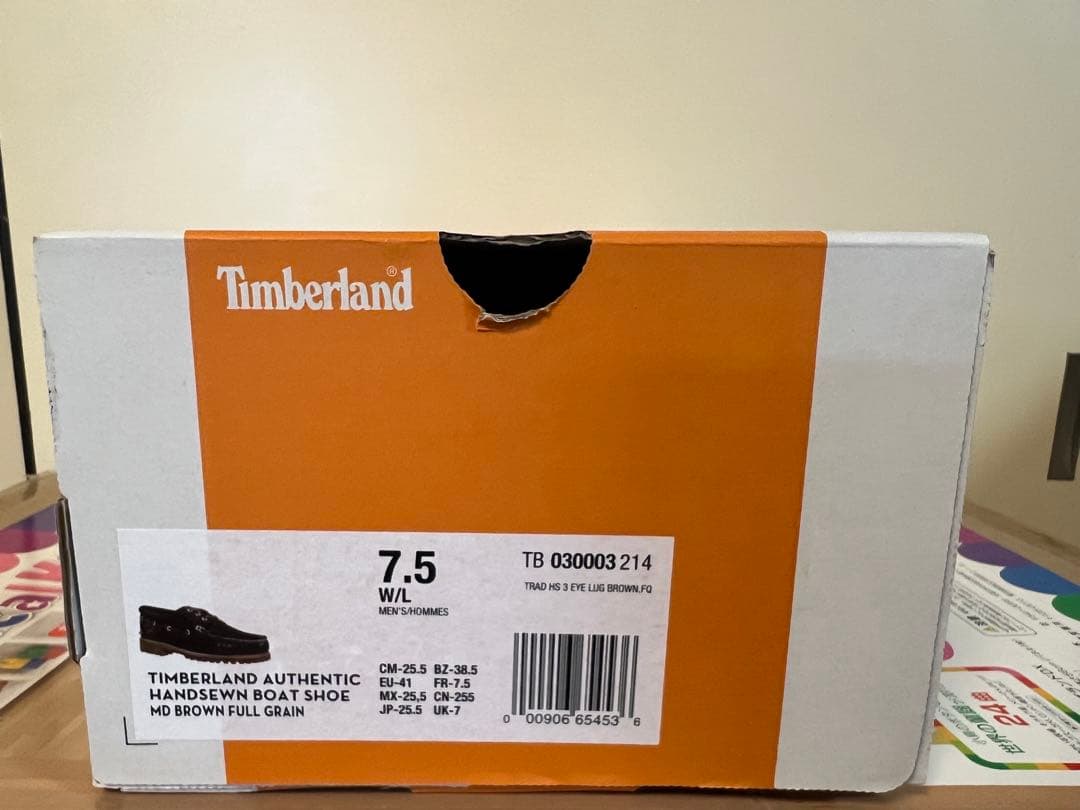 Timberland®
7.5
W/L
MEN'S/HOMMES
TB 030003 214
TRAD HS 3 EYE LUG BROWN,FQ
TIMBERLAND AUTHENTIC
HANDSEWN BOAT SHOE
MD BROWN FULL GRAIN
CM-25.5 BZ-38.5
EU-41 FR-7.5
MX-25,5 CN-255
JP-25.5 UK-7
0 00906 65453 6
24